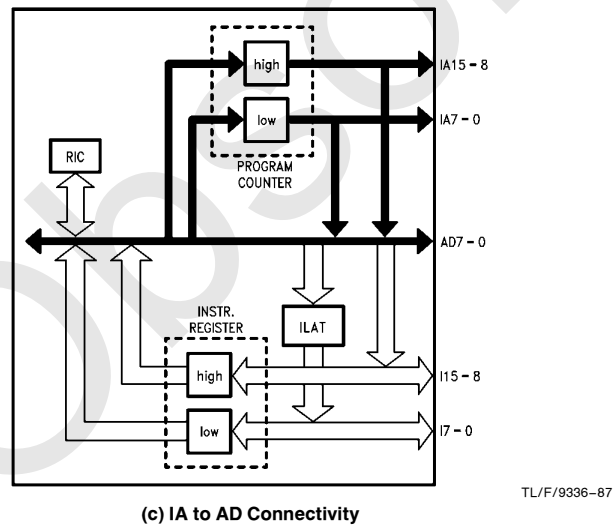 high
IA15 – 8
low
IA7 – 0
PROGRAM
COUNTER
RIC
AD7 – 0
INSTR.
REGISTER
ILAT
high
I15 – 8
low
I7 – 0
TL/F/9336–87
(c) IA to AD Connectivity